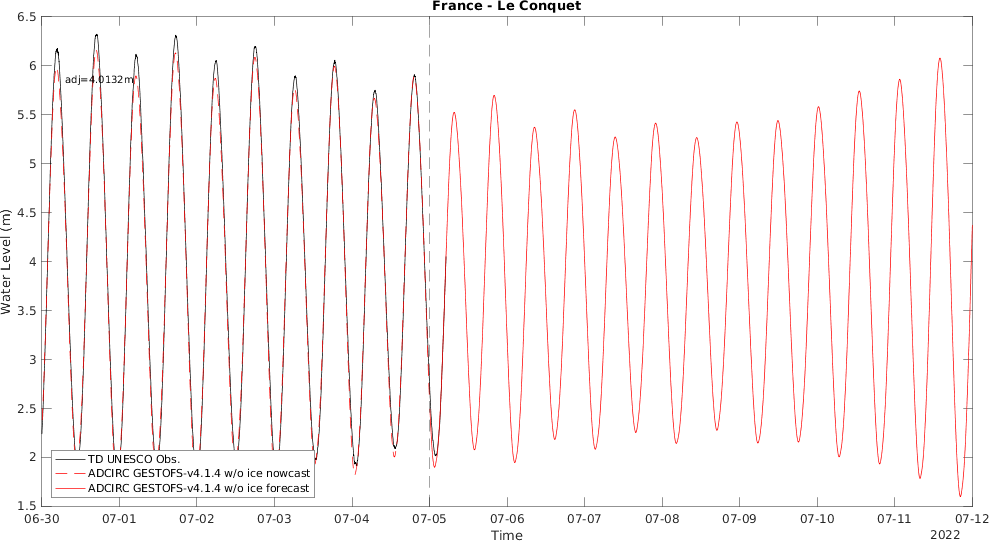 France - Le Conquet
6.5
6
5.5
5
4.5
4
3.5
3
2.5
2
1.5
Water Level (m)
adj=4.0132m
TD UNESCO Obs.
ADCIRC GESTOFS-v4.1.4 w/o ice nowcast
ADCIRC GESTOFS-v4.1.4 w/o ice forecast
06-30 07-01 07-02 07-03 07-04 07-05 07-06 07-07 07-08 07-09 07-10 07-11 07-12
Time
2022